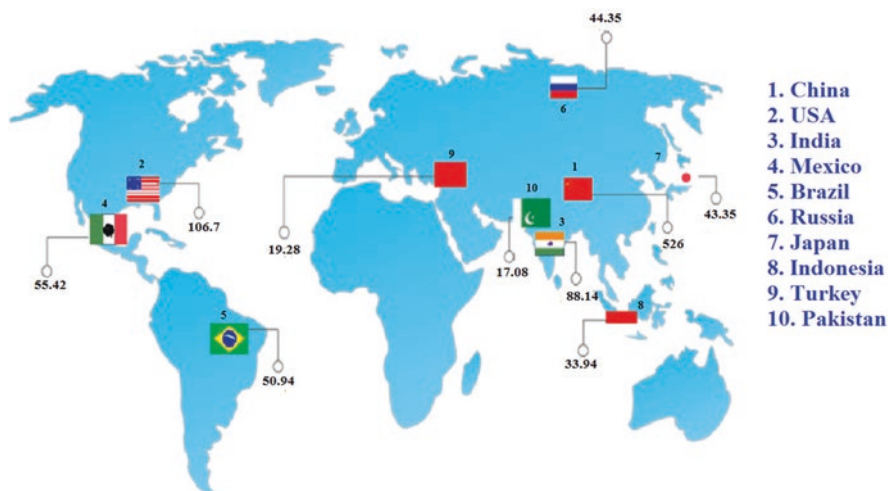 44.35
6
2
106.7
4
55.42
5
50.94
9
19.28
10
17.08
1
526
3
88.14
7
43.35
8
33.94
1. China
2. USA
3. India
4. Mexico
5. Brazil
6. Russia
7. Japan
8. Indonesia
9. Turkey
10. Pakistan